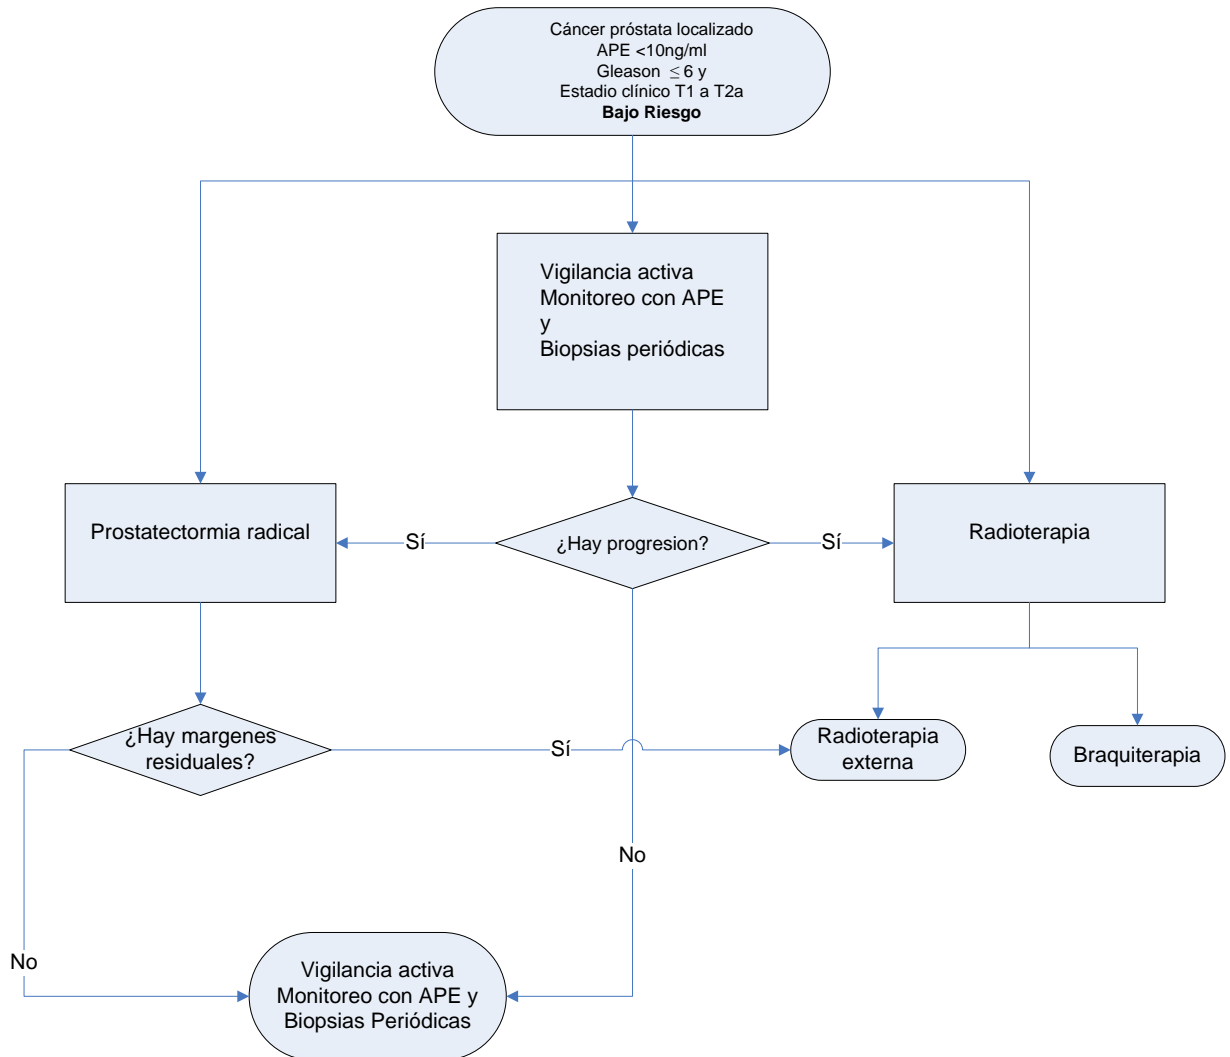 Cáncer próstata localizado
APE <10ng/ml
Gleason ≤ 6 y
Estadio clínico T1 a T2a
Bajo Riesgo
Vigilancia activa
Monitoreo con APE
y
Biopsias periódicas
Prostatectormia radical
Sí
¿Hay progresion?
Sí
Radioterapia
¿Hay margenes
residuales?
Sí
Radioterapia
externa
Braquiterapia
No
No
Vigilancia activa
Monitoreo con APE y
Biopsias Periódicas